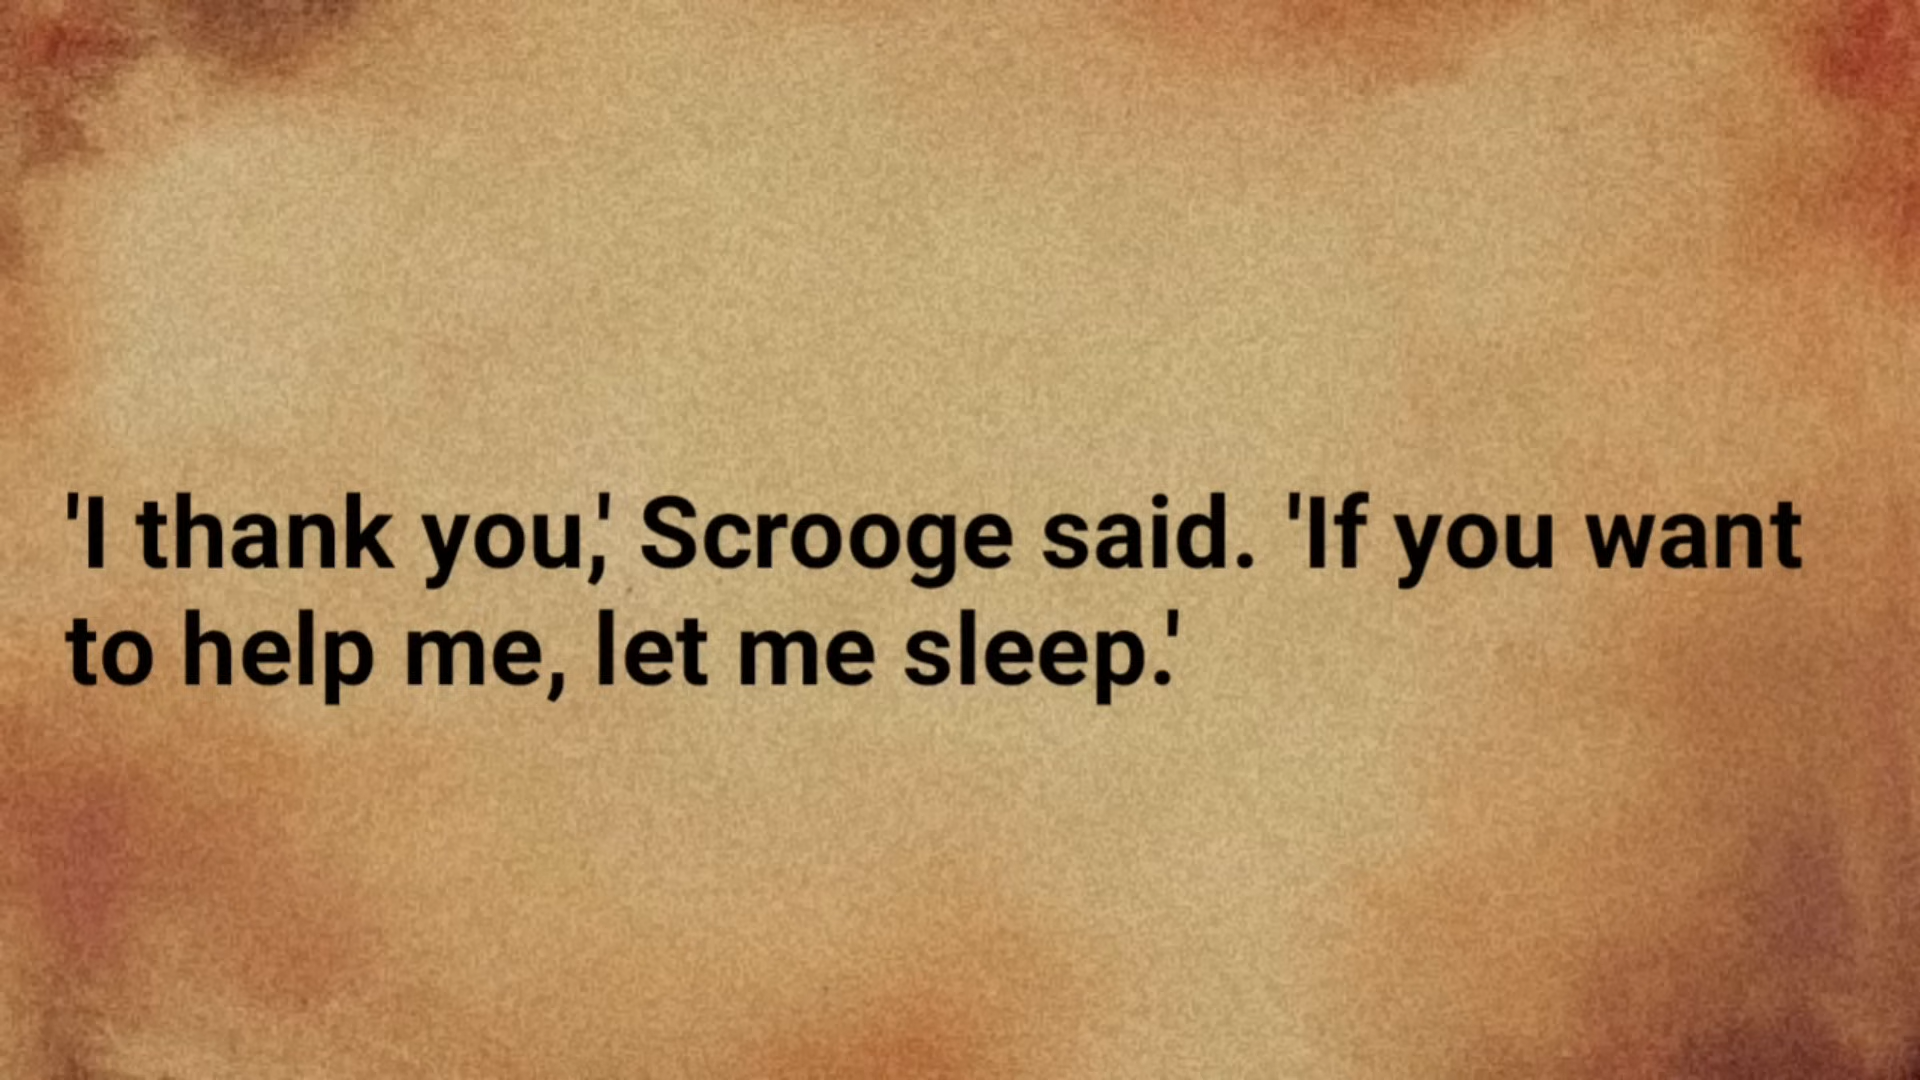 'I thank you,' Scrooge said. 'If you want
to help me, let me sleep.'